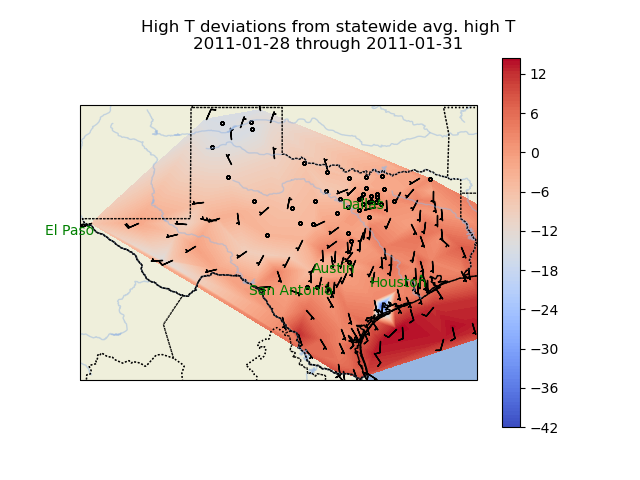 High T deviations from statewide avg. high T
2011-01-28 through 2011-01-31
12
6
0
−6
−12
−18
−24
−30
−36
−42
Dallas
El Paso
Austin
San Antonio
Houston